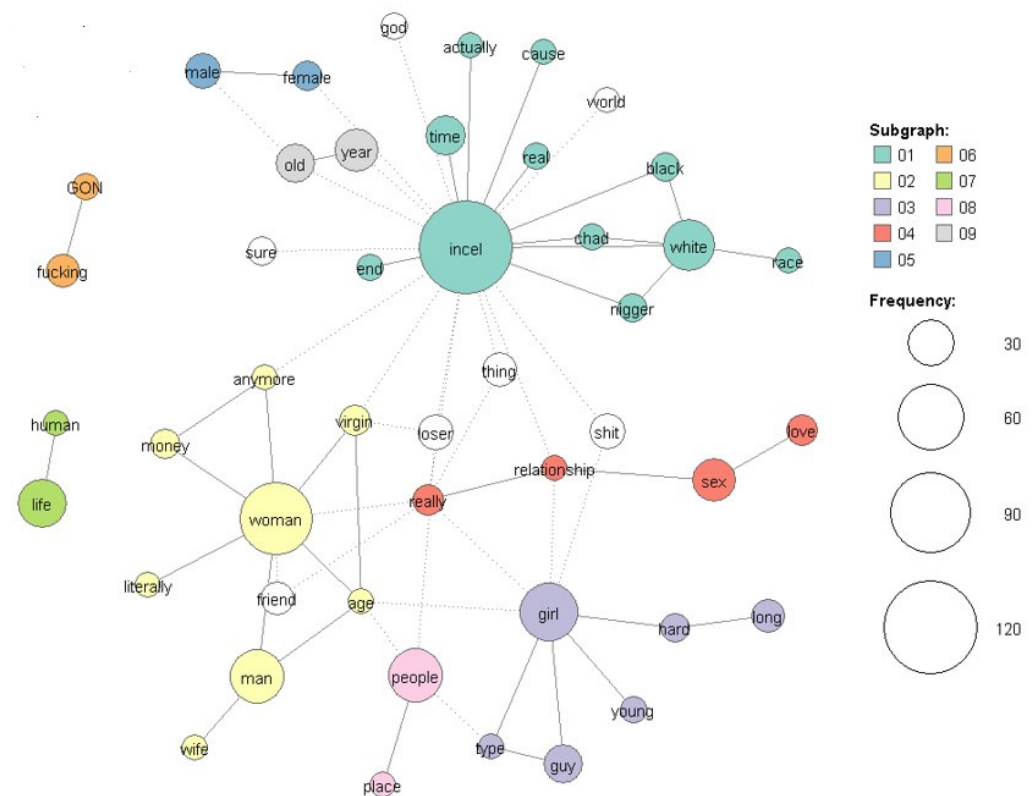 god
actually
cause
male
female
world
time
year
old
real
black
GON
sure
incel
chad
white
race
fucking
end
nigger
thing
anymore
human
virgin
money
loser
shit
love
relationship
life
woman
really
sex
literally
friend
age
girl
hard
long
man
people
young
wife
type
guy
place
Subgraph:
01 06
02 07
03 08
04 09
05
Frequency:
30
60
90
120